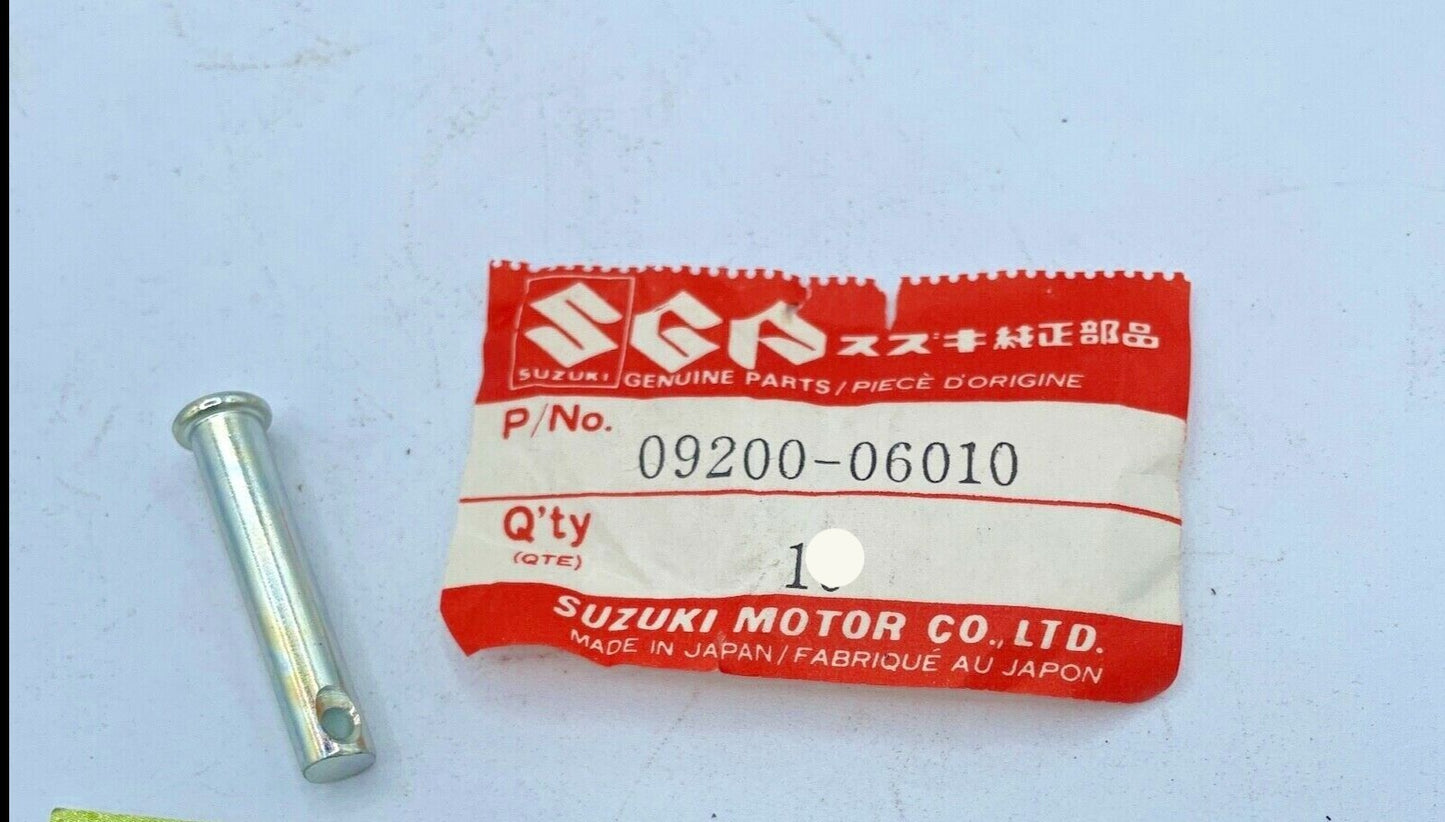 SGP スズキ純正部品
SUZUKI GENUINE PARTS/PIECÈ D'ORIGINE
P/No. 09200-06010
Q'ty
(QTE)
1
SUZUKI MOTOR CO., LTD.
MADE IN JAPAN/FABRIQUÉ AU JAPON